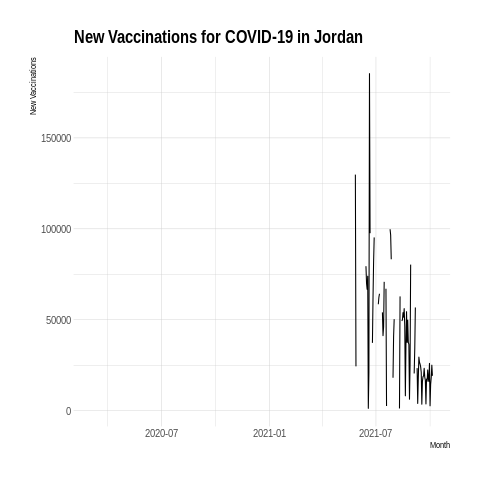 New Vaccinations for COVID-19 in Jordan
New Vaccinations
150000
100000
50000
0
2020-07 2021-01 2021-07
Month